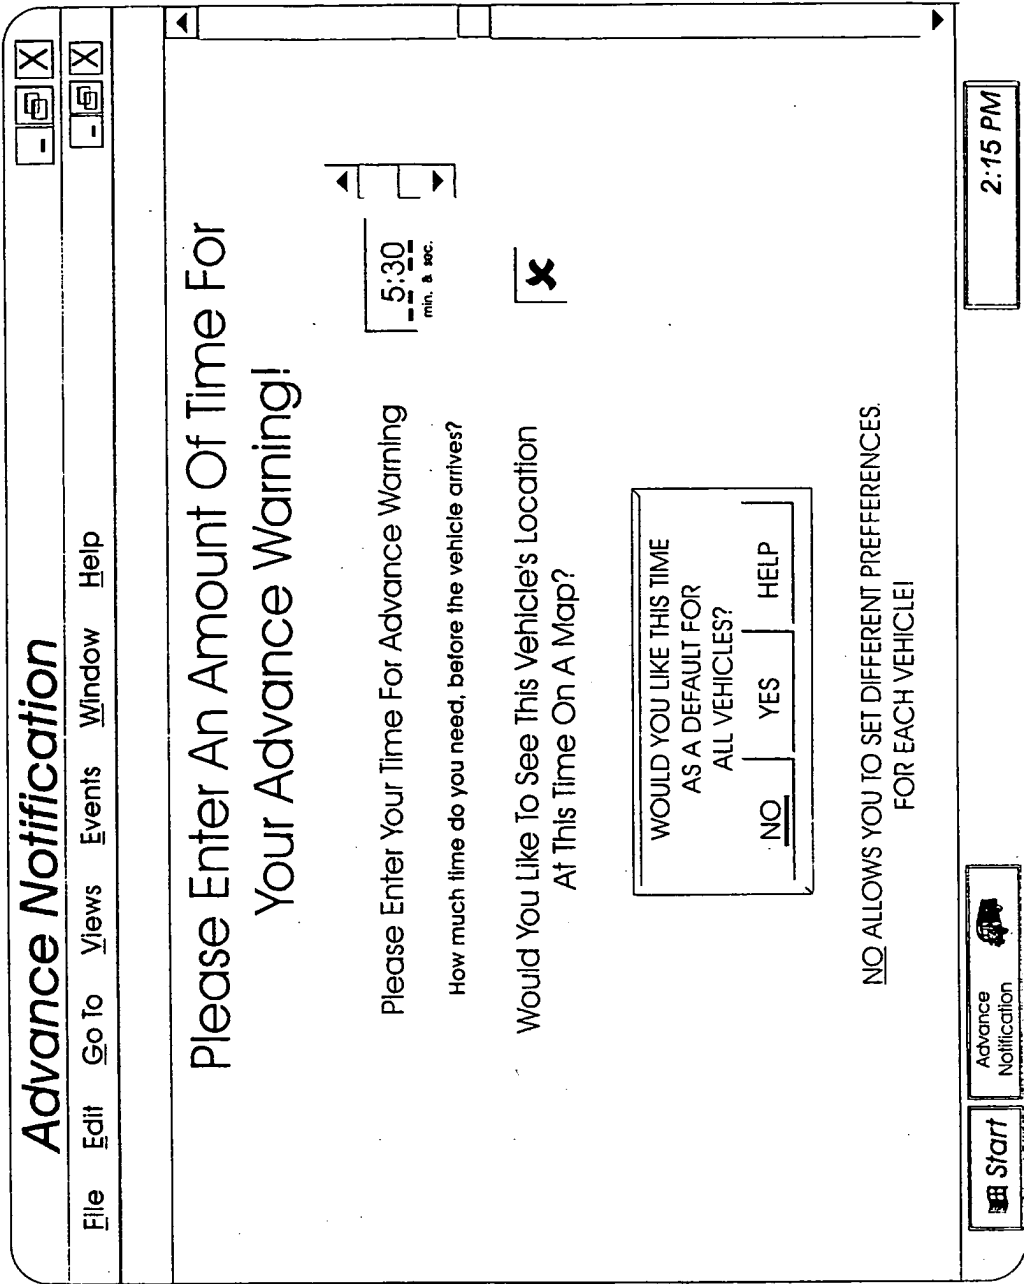 Advance Notification
- X
File Edit Go To Views Events Window Help
- X
Please Enter An Amount Of Time For
Your Advance Warning!
Please Enter Your Time For Advance Warning
5:30
min. & sec.
How much time do you need, before the vehicle arrives?
Would You Like To See This Vehicle's Location
At This Time On A Map?
X
WOULD YOU LIKE THIS TIME
AS A DEFAULT FOR
ALL VEHICLES?
NO YES HELP
NO ALLOWS YOU TO SET DIFFERENT PREFFERENCES.
FOR EACH VEHICLE!
Start
Advance
Notification
2:15 PM